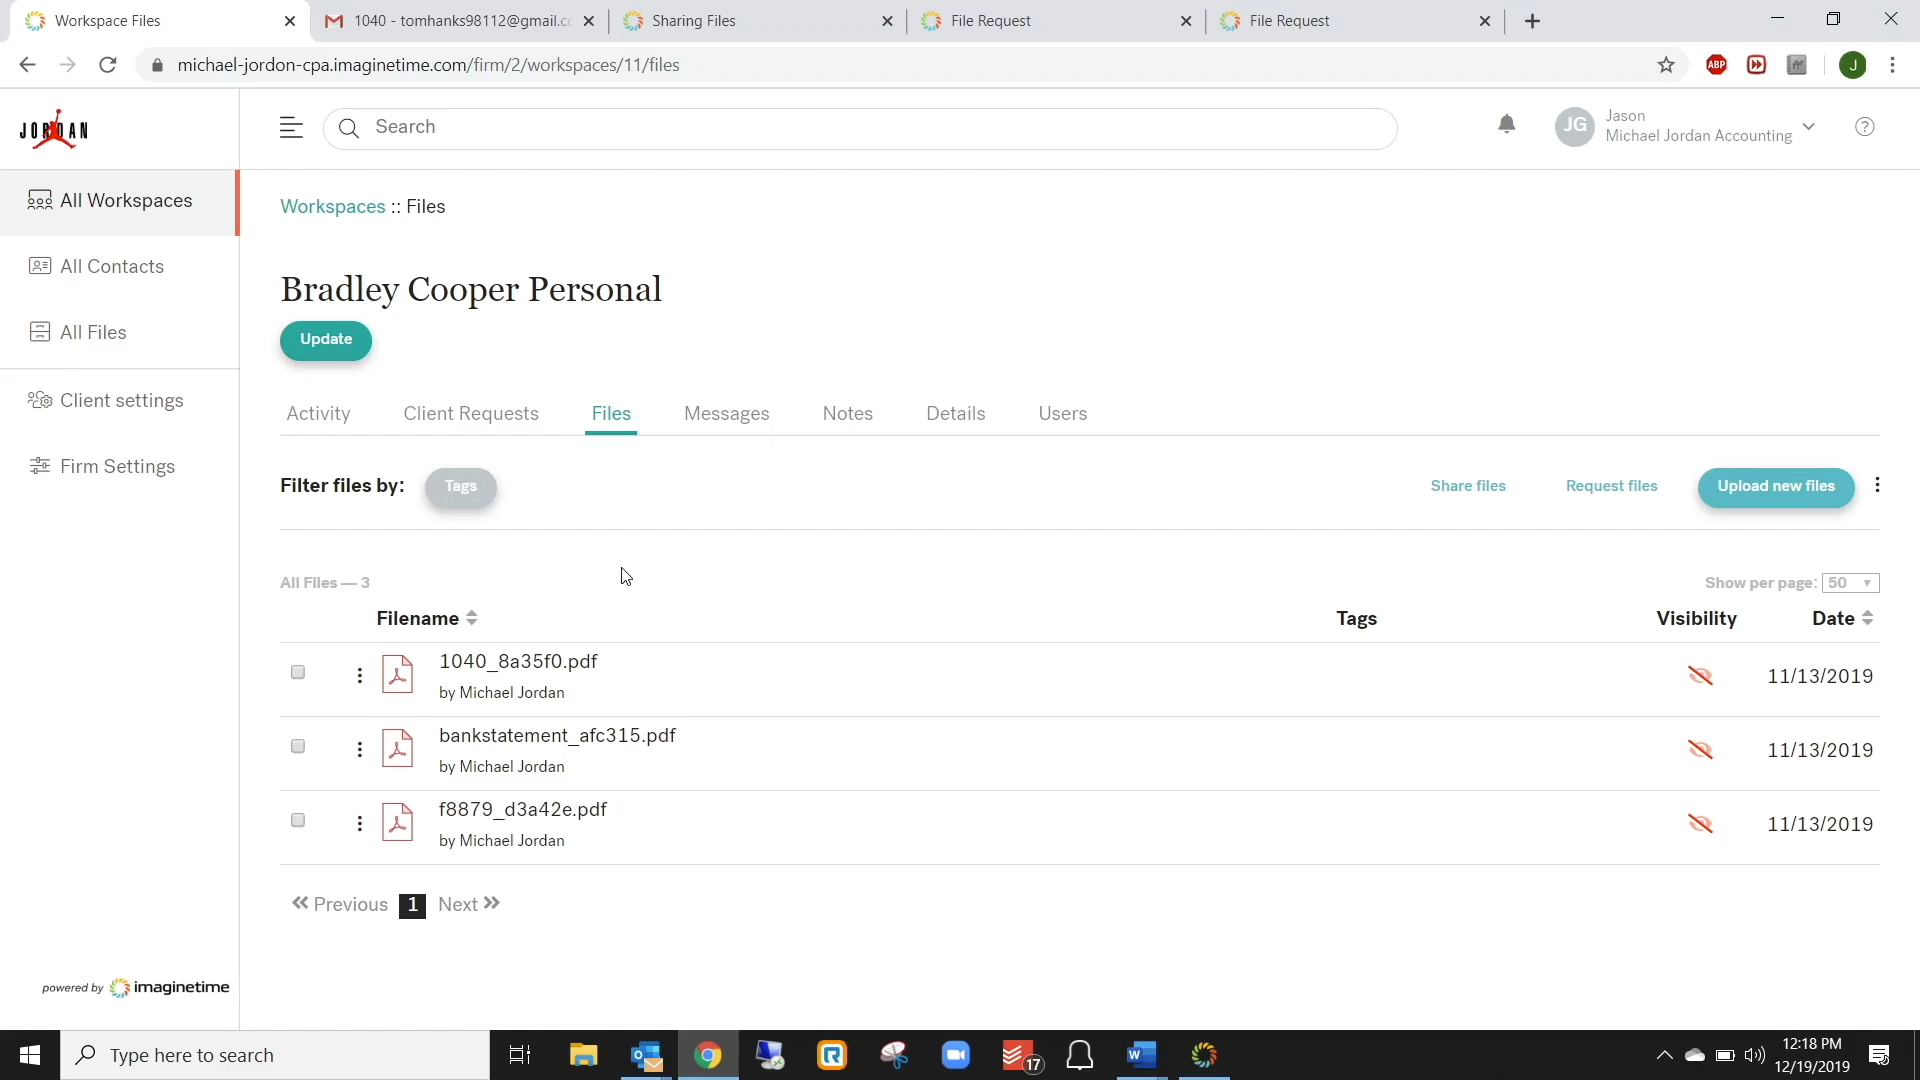 Workspace Files
1040 - tomhanks98112@gmail.co
Sharing Files
File Request
File Request
michael-jordon-cpa.imaginetime.com/firm/2/workspaces/11/files
ABP
J
JORDAN
Search
JG
Jason
Michael Jordan Accounting
?
All Workspaces
All Contacts
All Files
Client settings
Firm Settings
Workspaces :: Files
Bradley Cooper Personal
Update
Activity
Client Requests
Files
Messages
Notes
Details
Users
Filter files by:
Tags
Share files
Request files
Upload new files
All Files — 3
Show per page: 50
Filename
Tags
Visibility
Date
1040_8a35f0.pdf
by Michael Jordan
11/13/2019
bankstatement_afc315.pdf
by Michael Jordan
11/13/2019
f8879_d3a42e.pdf
by Michael Jordan
11/13/2019
Previous 1 Next
powered by imaginetime
Type here to search
17
12:18 PM
12/19/2019